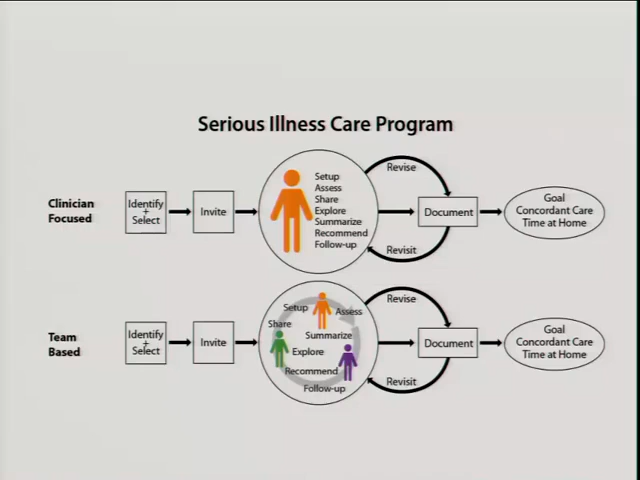 Serious Illness Care Program
Clinician
Focused
Identify
+
Select
Invite
Setup
Assess
Share
Explore
Summarize
Recommend
Follow-up
Revise
Document
Revisit
Goal
Concordant Care
Time at Home
Team
Based
Identify
+
Select
Invite
Setup
Assess
Share
Summarize
Explore
Recommend
Follow-up
Revise
Document
Revisit
Goal
Concordant Care
Time at Home